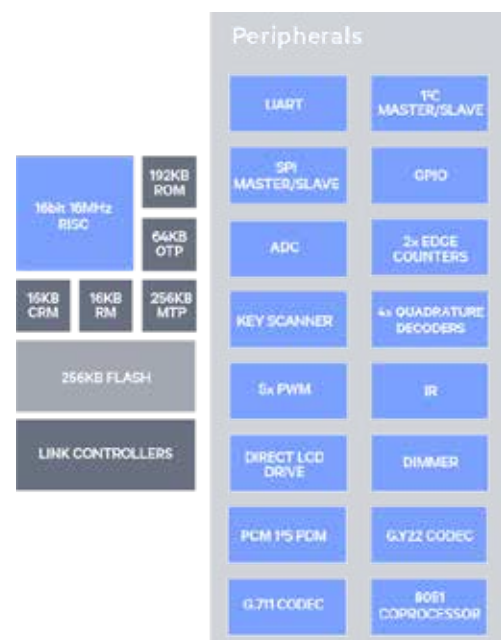 Peripherals
UART
I²C
MASTER/SLAVE
SPI
MASTER/SLAVE
GPIO
ADC
2x EDGE
COUNTERS
KEY SCANNER
4x QUADRATURE
DECODERS
5x PWM
IR
DIRECT LCD
DRIVE
DIMMER
PCM I²S PDM
G.Y22 CODEC
G.711 CODEC
8051
COPROCESSOR
16bit 16MHz
RISC
192KB
ROM
64KB
OTP
16KB
CRM
16KB
RM
256KB
MTP
256KB FLASH
LINK CONTROLLERS